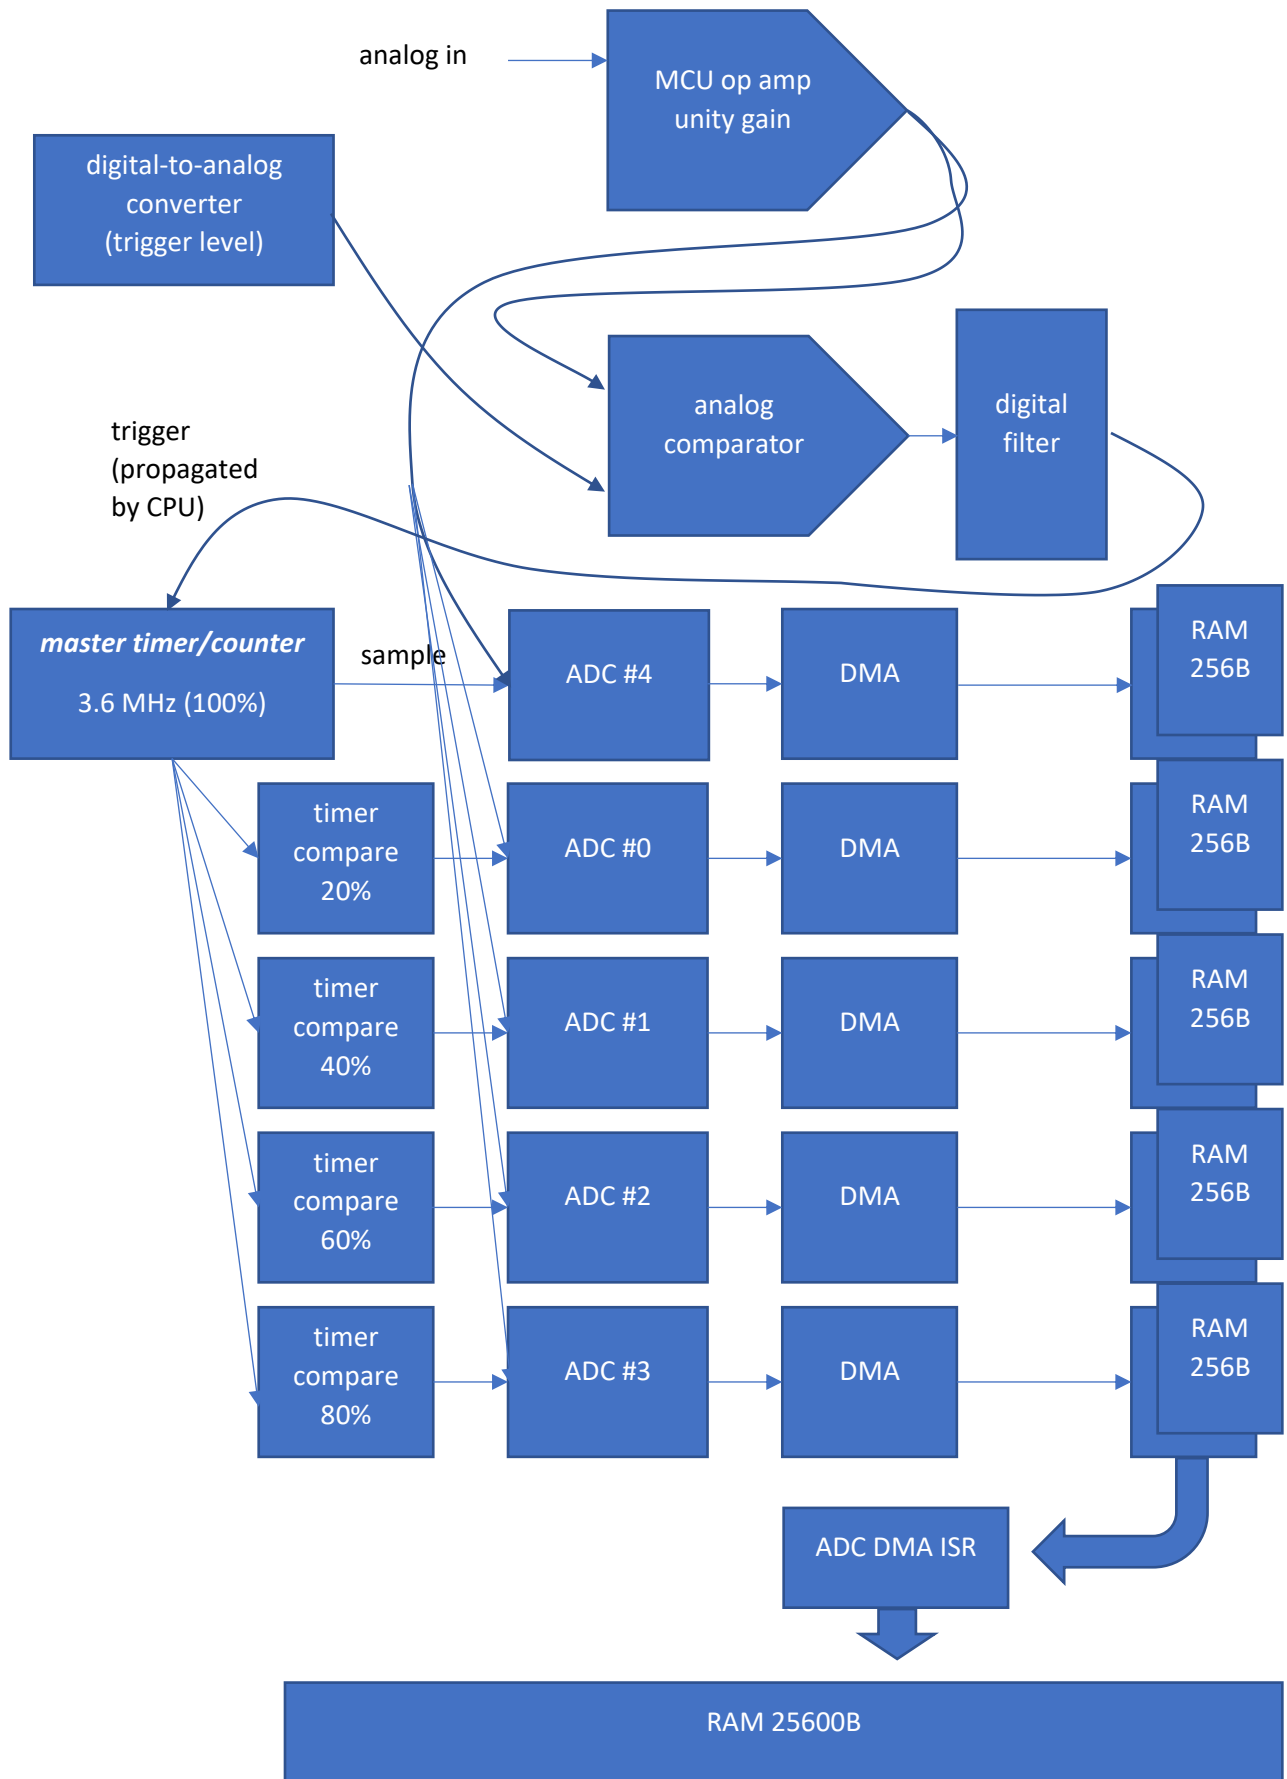 analog in
MCU op amp
unity gain
digital-to-analog
converter
(trigger level)
analog
comparator
digital
filter
trigger
(propagated
by CPU)
master timer/counter
3.6 MHz (100%)
sample
ADC #4
DMA
RAM
256B
timer
compare
20%
ADC #0
DMA
RAM
256B
timer
compare
40%
ADC #1
DMA
RAM
256B
timer
compare
60%
ADC #2
DMA
RAM
256B
timer
compare
80%
ADC #3
DMA
RAM
256B
ADC DMA ISR
RAM 25600B